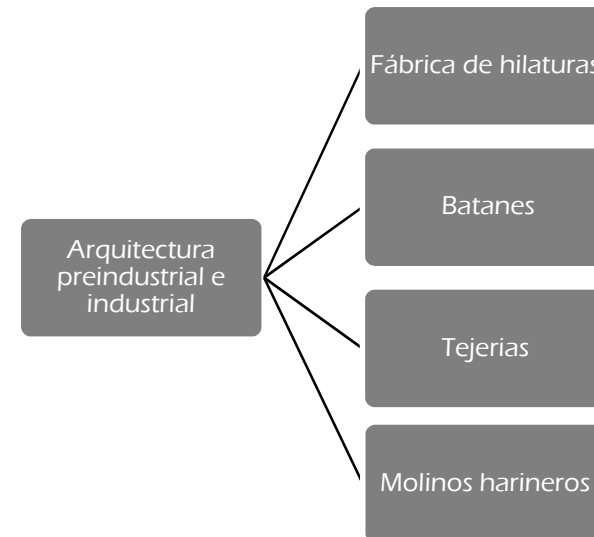 Fábrica de hilaturas
Batanes
Arquitectura
preindustrial e
industrial
Tejerias
Molinos harineros